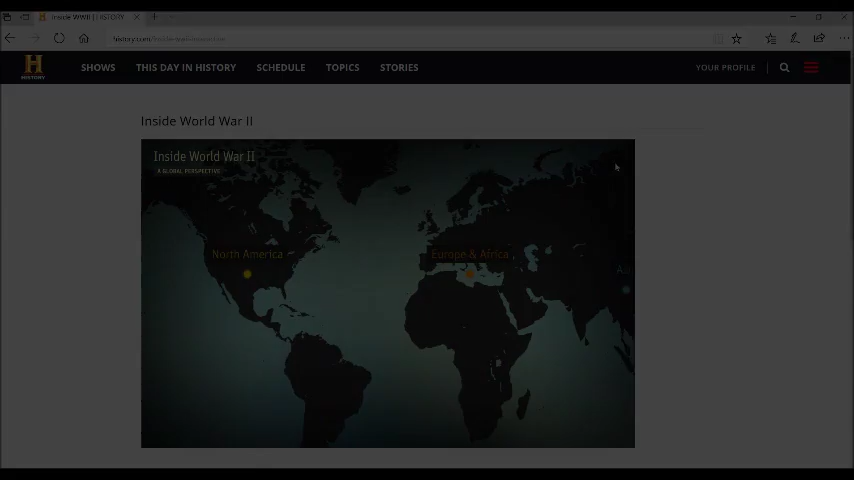 Inside WWII | HISTORY
HISTORY
SHOWS
THIS DAY IN HISTORY
SCHEDULE
TOPICS
STORIES
YOUR PROFILE
Inside World War II
Inside World War II
A GLOBAL PERSPECTIVE
North America
Europe & Africa